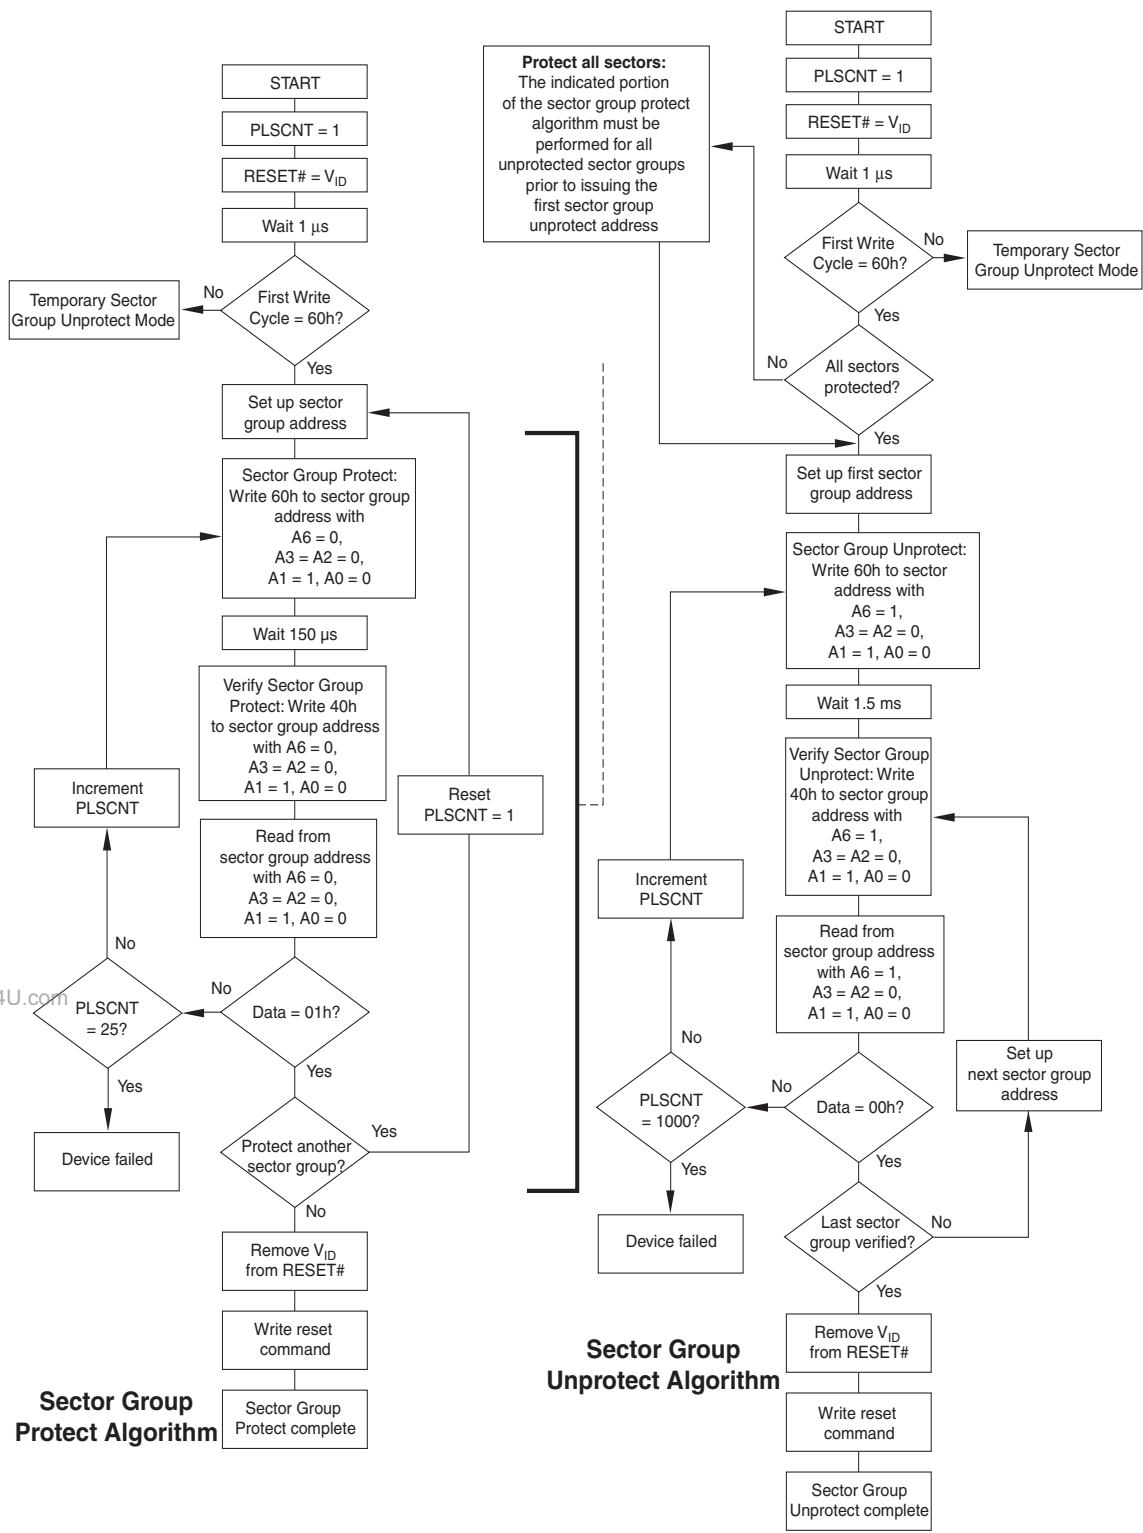 START
PLSCNT = 1
RESET# = VID
Wait 1 μs
First Write
Cycle = 60h?
No
Temporary Sector
Group Unprotect Mode
Yes
Set up sector
group address
Sector Group Protect:
Write 60h to sector group
address with
A6 = 0,
A3 = A2 = 0,
A1 = 1, A0 = 0
Wait 150 μs
Verify Sector Group
Protect: Write 40h
to sector group address
with A6 = 0,
A3 = A2 = 0,
A1 = 1, A0 = 0
Increment
PLSCNT
Reset
PLSCNT = 1
Read from
sector group address
with A6 = 0,
A3 = A2 = 0,
A1 = 1, A0 = 0
No
PLSCNT
= 25?
No
Data = 01h?
Yes
Device failed
Yes
Protect another
sector group?
Yes
No
Remove VID
from RESET#
Write reset
command
Sector Group
Protect complete
Sector Group
Protect Algorithm
4U.com
Protect all sectors:
The indicated portion
of the sector group protect
algorithm must be
performed for all
unprotected sector groups
prior to issuing the
first sector group
unprotect address
START
PLSCNT = 1
RESET# = VID
Wait 1 μs
First Write
Cycle = 60h?
No
Temporary Sector
Group Unprotect Mode
Yes
No
All sectors
protected?
Yes
Set up first sector
group address
Sector Group Unprotect:
Write 60h to sector
address with
A6 = 1,
A3 = A2 = 0,
A1 = 1, A0 = 0
Wait 1.5 ms
Verify Sector Group
Unprotect: Write
40h to sector group
address with
A6 = 1,
A3 = A2 = 0,
A1 = 1, A0 = 0
Increment
PLSCNT
Read from
sector group address
with A6 = 1,
A3 = A2 = 0,
A1 = 1, A0 = 0
No
PLSCNT
= 1000?
No
Data = 00h?
Set up
next sector group
address
Yes
Device failed
Yes
Last sector
group verified?
No
Yes
Remove VID
from RESET#
Write reset
command
Sector Group
Unprotect complete
Sector Group
Unprotect Algorithm